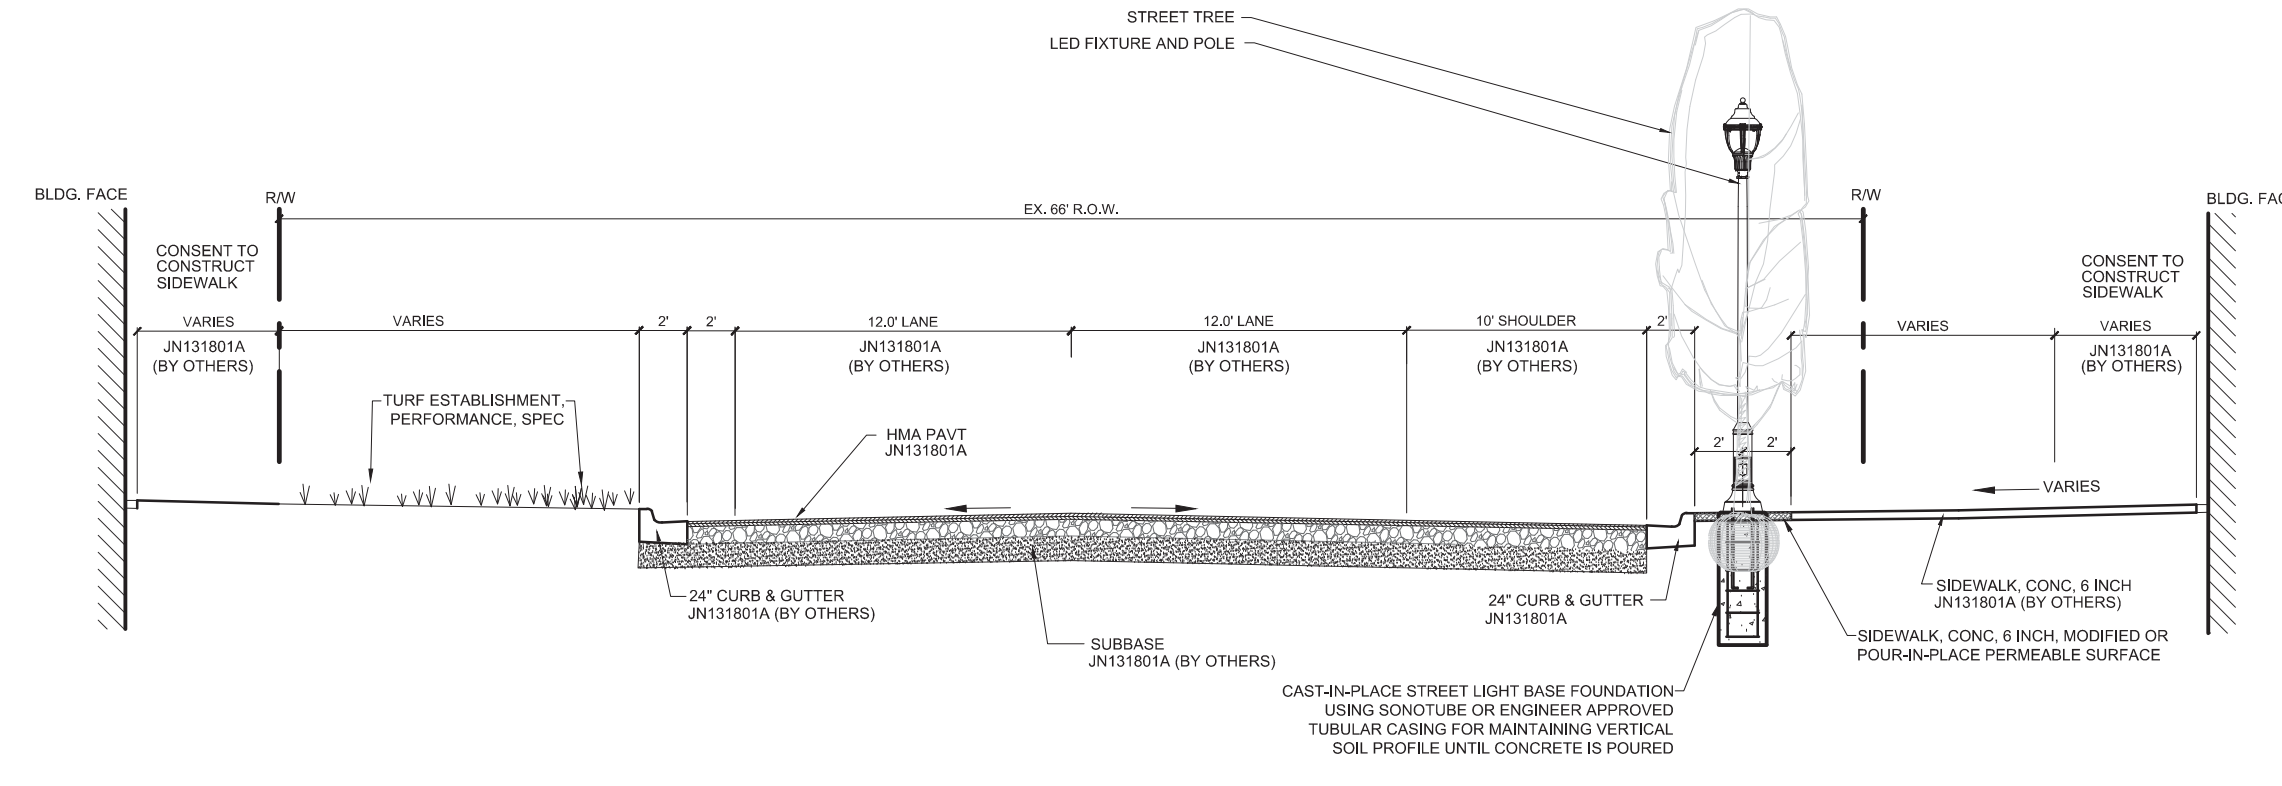 STREET TREE
LED FIXTURE AND POLE
BLDG. FACE
R/W
EX. 66' R.O.W.
R/W
BLDG. FAC
CONSENT TO
CONSTRUCT
SIDEWALK
CONSENT TO
CONSTRUCT
SIDEWALK
VARIES
VARIES
2'
2'
12.0' LANE
12.0' LANE
10' SHOULDER
2'
VARIES
VARIES
JN131801A
(BY OTHERS)
JN131801A
(BY OTHERS)
JN131801A
(BY OTHERS)
JN131801A
(BY OTHERS)
JN131801A
(BY OTHERS)
TURF ESTABLISHMENT,
PERFORMANCE, SPEC
HMA PAVT
JN131801A
2'
2'
VARIES
24" CURB & GUTTER
JN131801A (BY OTHERS)
SUBBASE
JN131801A (BY OTHERS)
24" CURB & GUTTER
JN131801A
SIDEWALK, CONC, 6 INCH
JN131801A (BY OTHERS)
SIDEWALK, CONC, 6 INCH, MODIFIED OR
POUR-IN-PLACE PERMEABLE SURFACE
CAST-IN-PLACE STREET LIGHT BASE FOUNDATION
USING SONOTUBE OR ENGINEER APPROVED
TUBULAR CASING FOR MAINTAINING VERTICAL
SOIL PROFILE UNTIL CONCRETE IS POURED